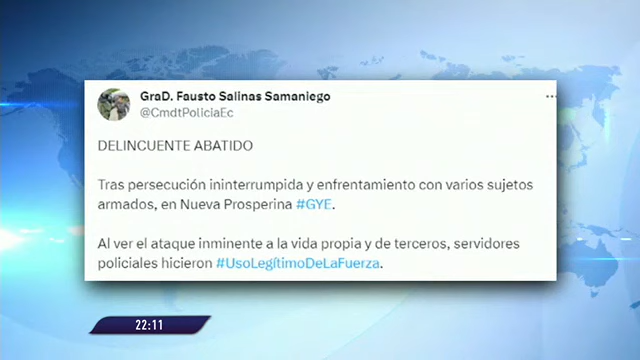 GraD. Fausto Salinas Samaniego
@CmdtPoliciaEc
DELINCUENTE ABATIDO
Tras persecución ininterrumpida y enfrentamiento con varios sujetos
armados, en Nueva Prosperina #GYE.
Al ver el ataque inminente a la vida propia y de terceros, servidores
policiales hicieron #UsoLegítimoDeLaFuerza.
22:11